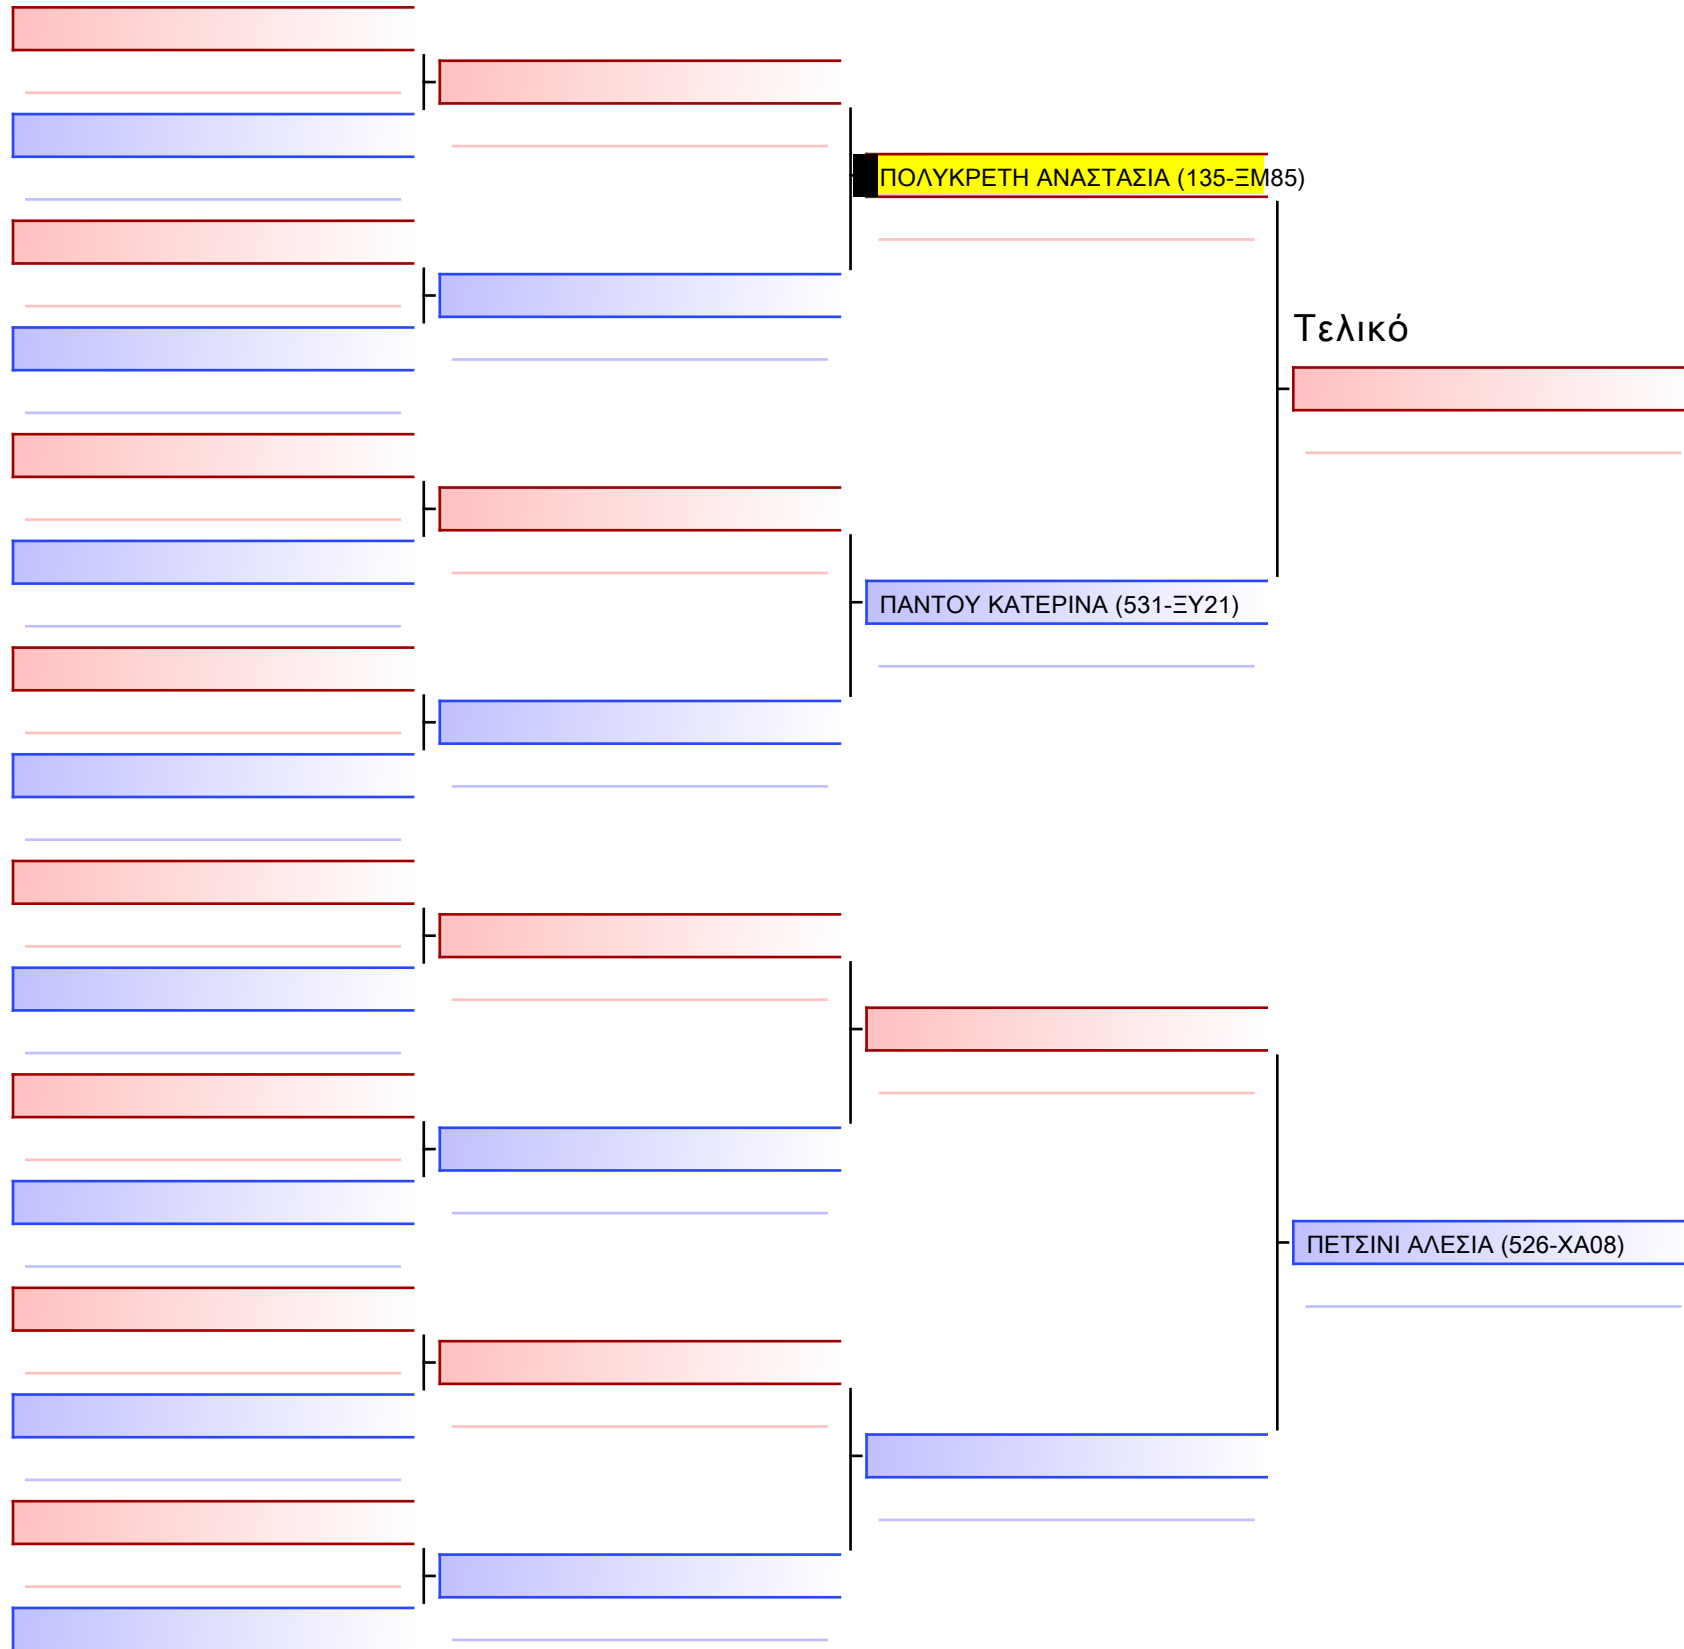 ΠΟΛΥΚΡΕΤΗ ΑΝΑΣΤΑΣΙΑ (135-ΞΜ85)
Τελικό
ΠΑΝΤΟΥ ΚΑΤΕΡΙΝΑ (531-ΞΥ21)
ΠΕΤΣΙΝΙ ΑΛΕΣΙΑ (526-ΧΑ08)